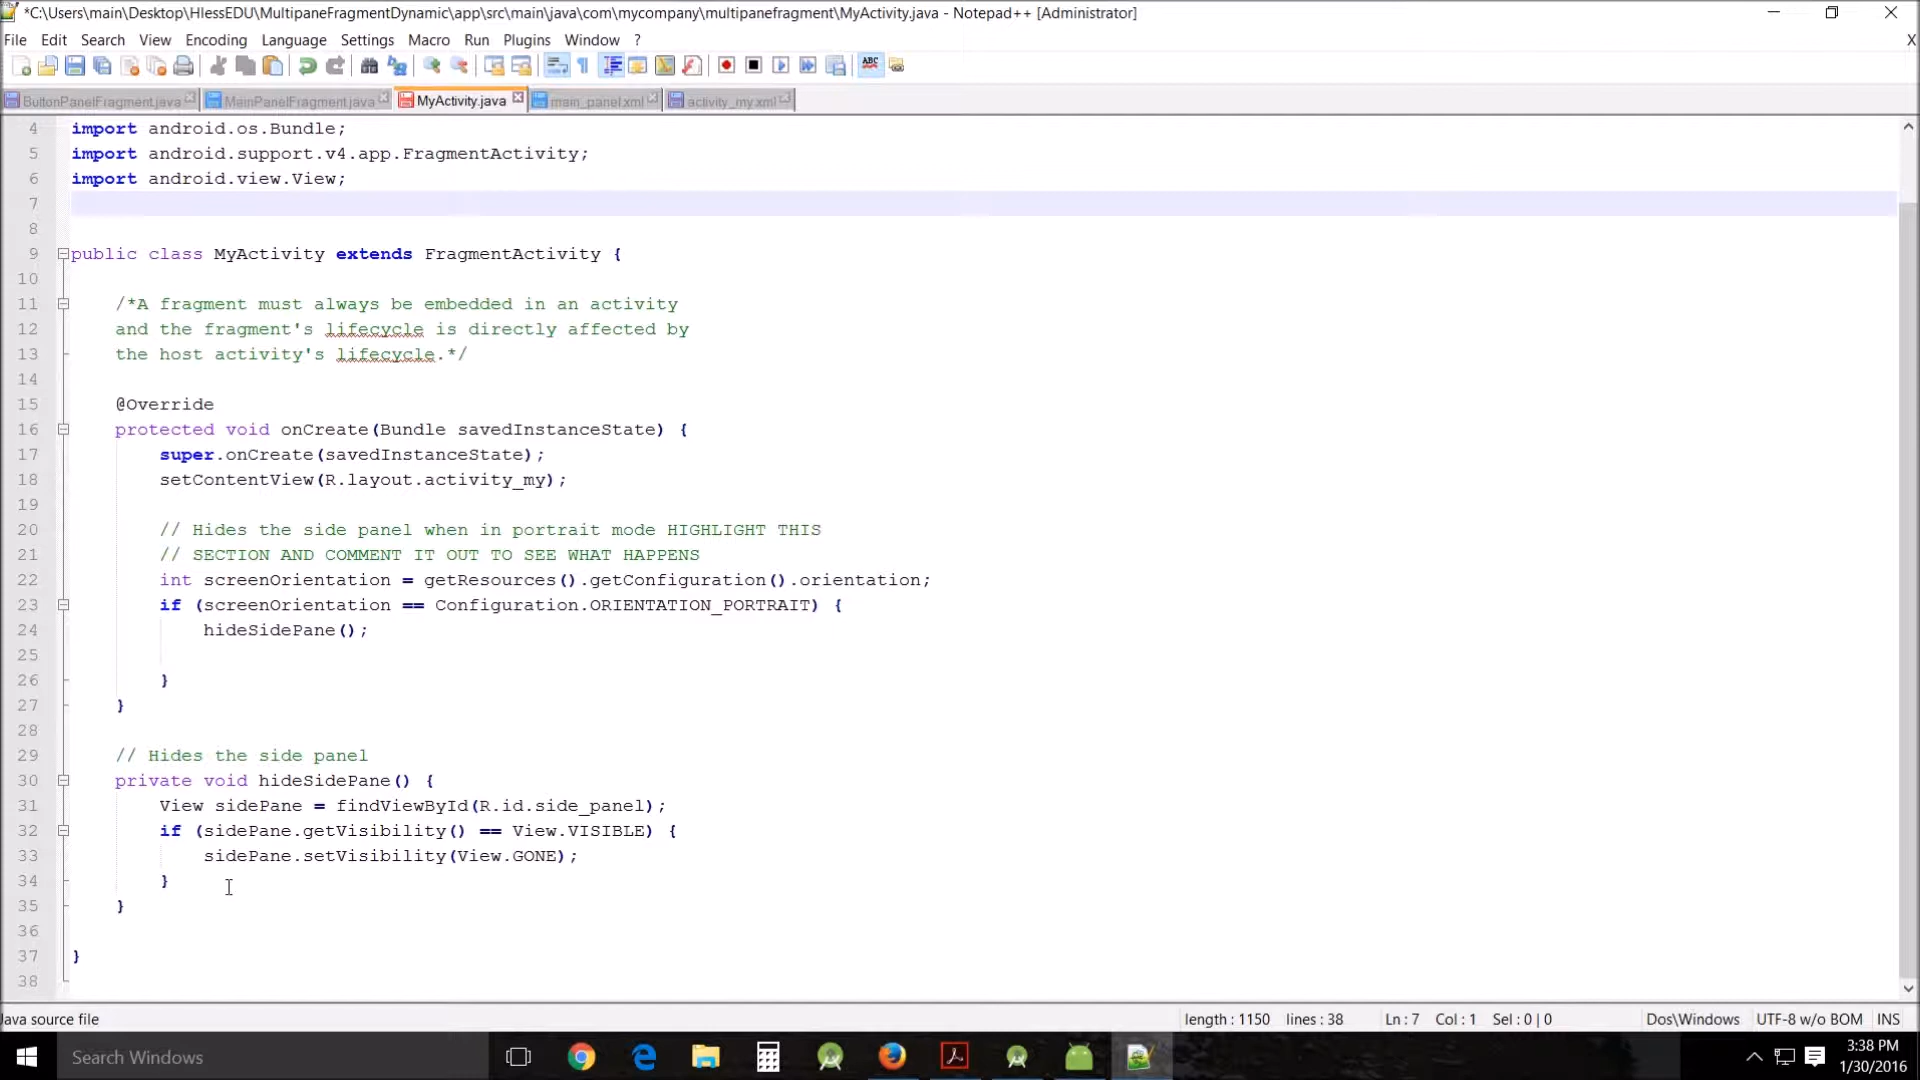 *C:\Users\main\Desktop\HlessEDU\MultipaneFragmentDynamic\app\src\main\java\com\mycompany\multipanefragment\MyActivity.java - Notepad++ [Administrator]
File Edit Search View Encoding Language Settings Macro Run Plugins Window ? X
ABC
ButtonPanelFragment.java MainPanelFragment.java MyActivity.java main_panel.xml activity_my.xml
4 import android.os.Bundle;
5 import android.support.v4.app.FragmentActivity;
6 import android.view.View;
7
8
9 public class MyActivity extends FragmentActivity {
10
11 /*A fragment must always be embedded in an activity
12 and the fragment's lifecycle is directly affected by
13 the host activity's lifecycle.*/
14
15 @Override
16 protected void onCreate(Bundle savedInstanceState) {
17 super.onCreate(savedInstanceState);
18 setContentView(R.layout.activity_my);
19
20 // Hides the side panel when in portrait mode HIGHLIGHT THIS
21 // SECTION AND COMMENT IT OUT TO SEE WHAT HAPPENS
22 int screenOrientation = getResources().getConfiguration().orientation;
23 if (screenOrientation == Configuration.ORIENTATION_PORTRAIT) {
24 hideSidePane();
25
26 }
27 }
28
29 // Hides the side panel
30 private void hideSidePane() {
31 View sidePane = findViewById(R.id.side_panel);
32 if (sidePane.getVisibility() == View.VISIBLE) {
33 sidePane.setVisibility(View.GONE);
34 }
35 }
36
37 }
38
Java source file length : 1150 lines : 38 Ln : 7 Col : 1 Sel : 0 | 0 Dos\Windows UTF-8 w/o BOM INS
Search Windows
3:38 PM
1/30/2016